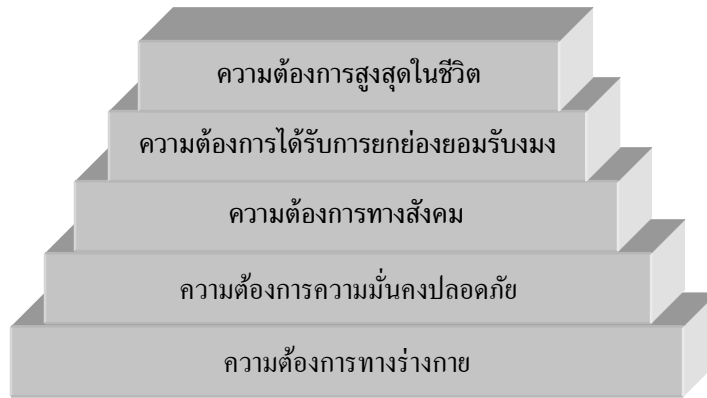 ความต้องการสูงสุดในชีวิต
ความต้องการได้รับการยกย่องยอมรับงมง
ความต้องการทางสังคม
ความต้องการความมั่นคงปลอดภัย
ความต้องการทางร่างกาย